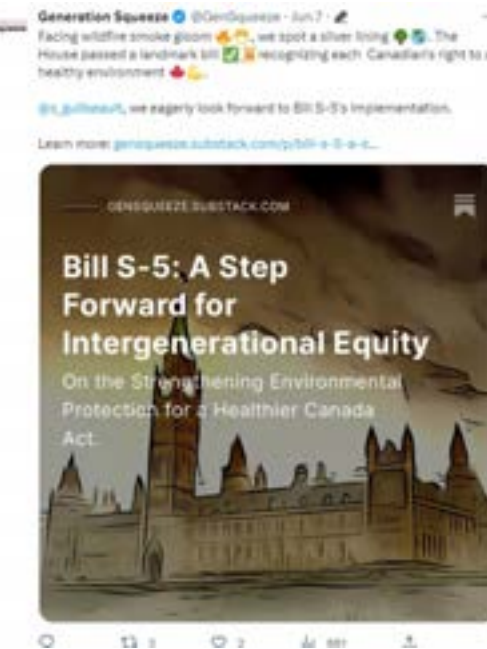 Generation Squeeze @GenSqueeze · Jun 7 ·
Facing wildfire smoke gloom 🔥, we spot a silver lining 🌳🌎. The
House passed a landmark bill ✅ recognizing each Canadian's right to a
healthy environment 🍁💪.
@s_guilbeault, we eagerly look forward to Bill S-5's implementation.
Learn more: gensqueeze.substack.com/p/bill-s-5-a-s...
GENSQUEEZE.SUBSTACK.COM
Bill S-5: A Step
Forward for
Intergenerational Equity
On the Strengthening Environmental
Protection for a Healthier Canada
Act.
2